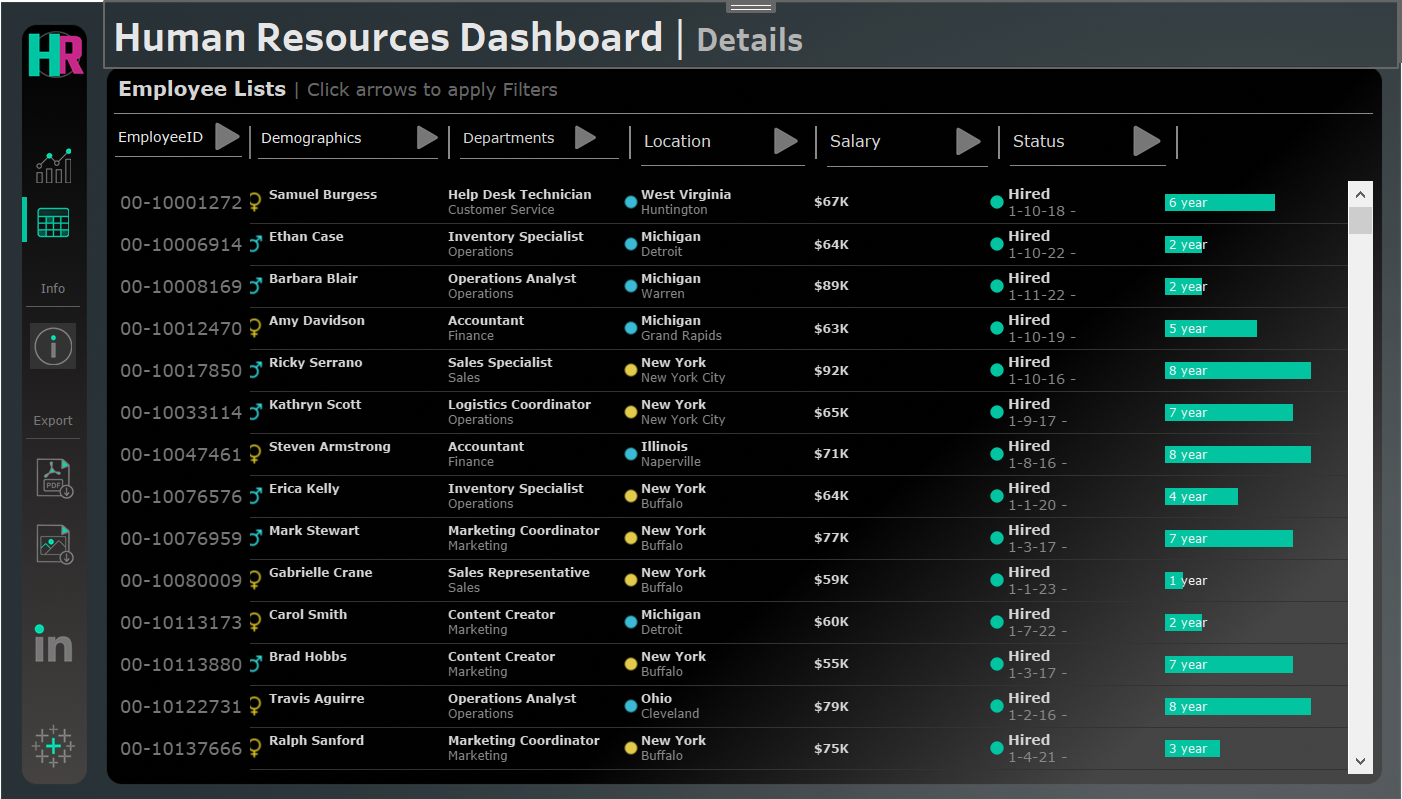 HR
Human Resources Dashboard | Details
Employee Lists | Click arrows to apply Filters
EmployeeID Demographics Departments Location Salary Status
00-10001272 Samuel Burgess Help Desk Technician West Virginia $67K Hired 6 year
Customer Service Huntington 1-10-18 -
00-10006914 Ethan Case Inventory Specialist Michigan $64K Hired 2 year
Operations Detroit 1-10-22 -
00-10008169 Barbara Blair Operations Analyst Michigan $89K Hired 2 year
Operations Warren 1-11-22 -
00-10012470 Amy Davidson Accountant Michigan $63K Hired 5 year
Finance Grand Rapids 1-10-19 -
00-10017850 Ricky Serrano Sales Specialist New York $92K Hired 8 year
Sales New York City 1-10-16 -
00-10033114 Kathryn Scott Logistics Coordinator New York $65K Hired 7 year
Operations New York City 1-9-17 -
00-10047461 Steven Armstrong Accountant Illinois $71K Hired 8 year
Finance Naperville 1-8-16 -
00-10076576 Erica Kelly Inventory Specialist New York $64K Hired 4 year
Operations Buffalo 1-1-20 -
00-10076959 Mark Stewart Marketing Coordinator New York $77K Hired 7 year
Marketing Buffalo 1-3-17 -
00-10080009 Gabrielle Crane Sales Representative New York $59K Hired 1 year
Sales Buffalo 1-1-23 -
00-10113173 Carol Smith Content Creator Michigan $60K Hired 2 year
Marketing Detroit 1-7-22 -
00-10113880 Brad Hobbs Content Creator New York $55K Hired 7 year
Marketing Buffalo 1-3-17 -
00-10122731 Travis Aguirre Operations Analyst Ohio $79K Hired 8 year
Operations Cleveland 1-2-16 -
00-10137666 Ralph Sanford Marketing Coordinator New York $75K Hired 3 year
Marketing Buffalo 1-4-21 -
Info
i
Export
PDF
in